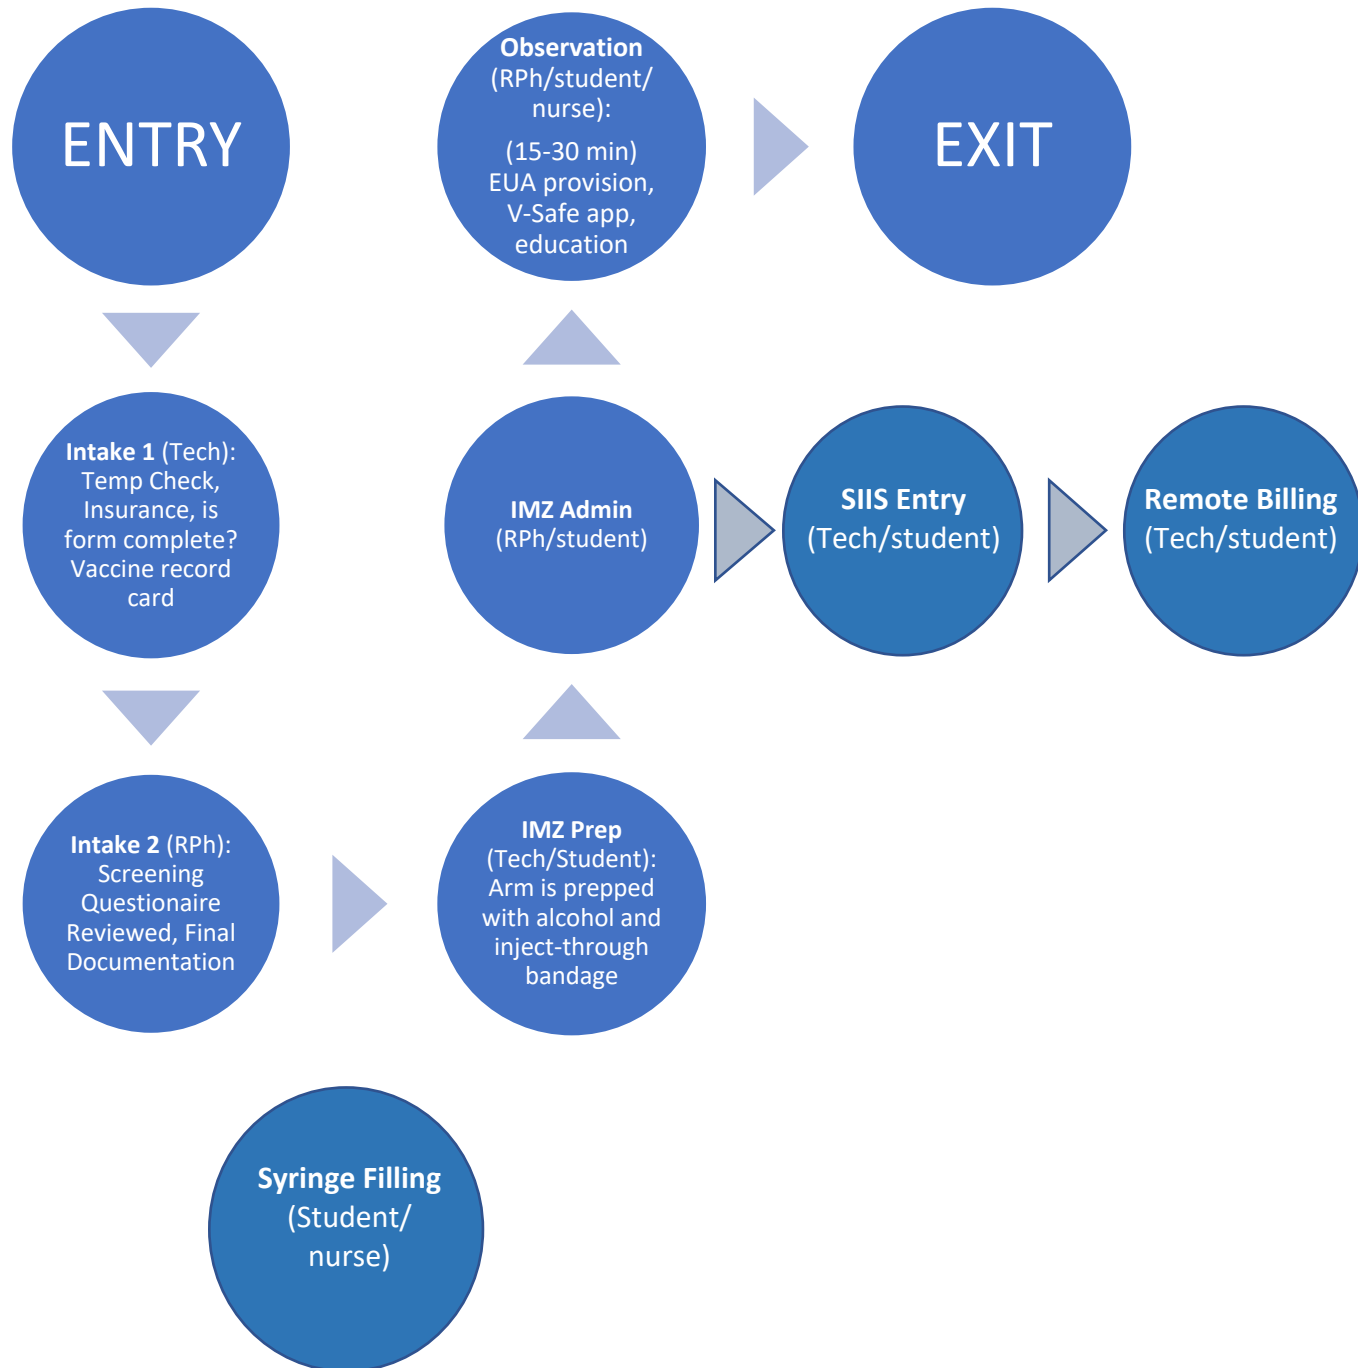 ENTRY
Intake 1 (Tech):
Temp Check,
Insurance, is
form complete?
Vaccine record
card
Intake 2 (RPh):
Screening
Questionaire
Reviewed, Final
Documentation
IMZ Prep
(Tech/Student):
Arm is prepped
with alcohol and
inject-through
bandage
IMZ Admin
(RPh/student)
Observation
(RPh/student/
nurse):
(15-30 min)
EUA provision,
V-Safe app,
education
EXIT
SIIS Entry
(Tech/student)
Remote Billing
(Tech/student)
Syringe Filling
(Student/
nurse)